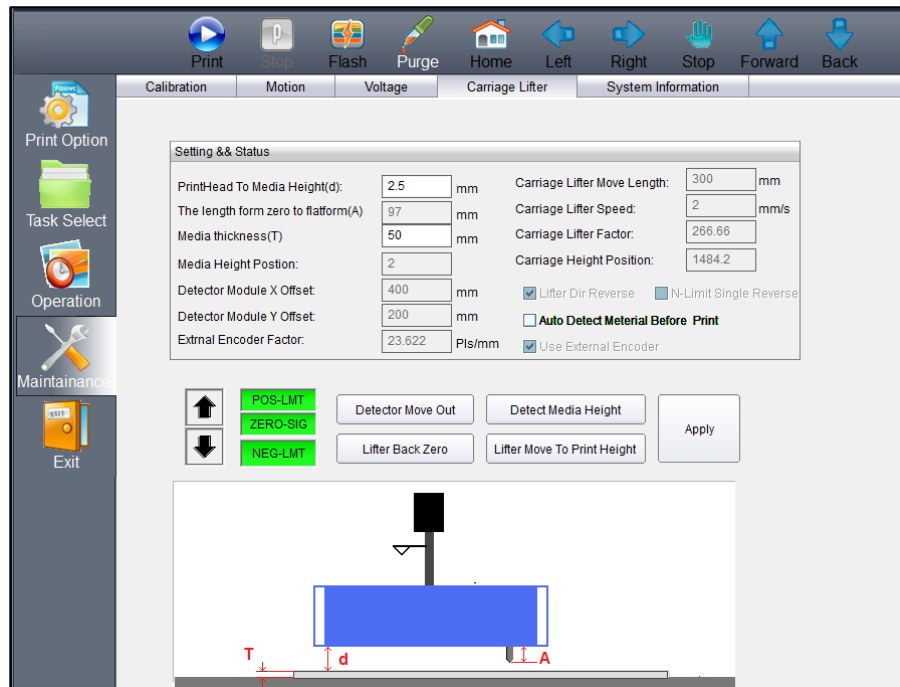 Print Stop Flash Purge Home Left Right Stop Forward Back
Calibration Motion Voltage Carriage Lifter System Information
Print Option
Task Select
Operation
Maintainance
Exit
Setting && Status
PrintHead To Media Height(d): 2.5 mm Carriage Lifter Move Length: 300 mm
The length form zero to flatform(A) 97 mm Carriage Lifter Speed: 2 mm/s
Media thickness(T) 50 mm Carriage Lifter Factor: 266.66
Media Height Postion: 2 Carriage Height Position: 1484.2
Detector Module X Offset: 400 mm Lifter Dir Reverse N-Limit Single Reverse
Detector Module Y Offset: 200 mm Auto Detect Meterial Before Print
Extrnal Encoder Factor: 23.622 Pls/mm Use External Encoder
POS-LMT
ZERO-SIG
NEG-LMT
Detector Move Out Detect Media Height
Lifter Back Zero Lifter Move To Print Height
Apply
T d A